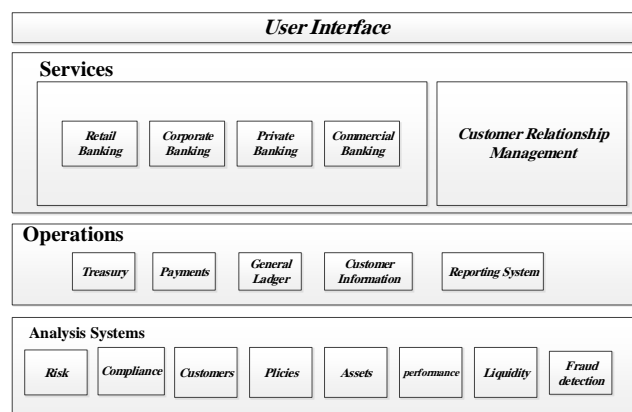 User Interface
Services
Retail
Banking
Corporate
Banking
Private
Banking
Commercial
Banking
Customer Relationship
Management
Operations
Treasury
Payments
General
Ledger
Customer
Information
Reporting System
Analysis Systems
Risk
Compliance
Customers
Plicies
Assets
performance
Liquidity
Fraud
detection